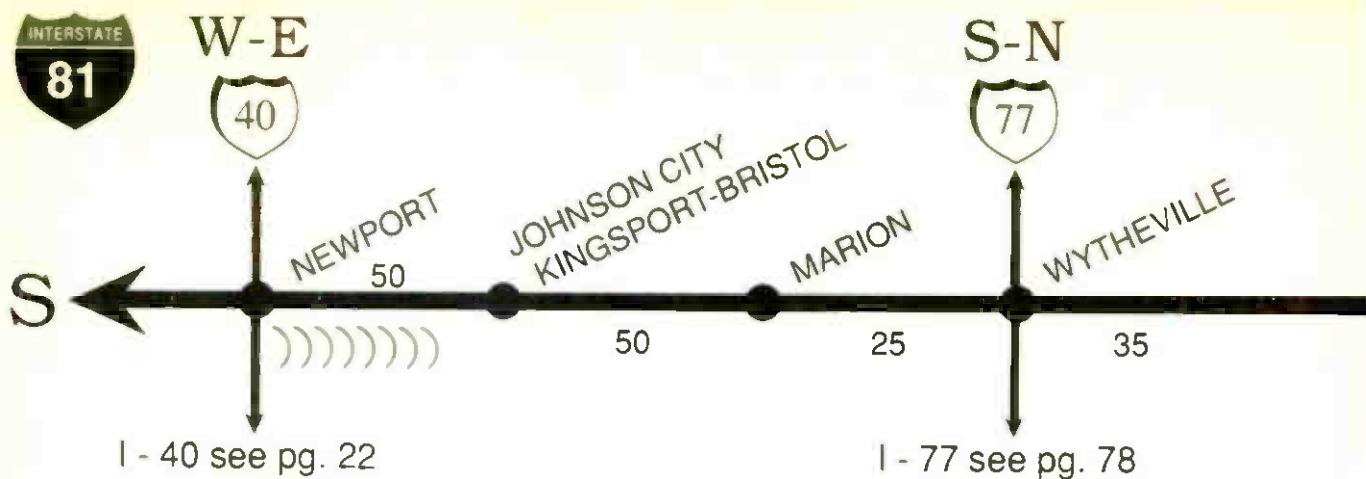 INTERSTATE
81
W-E
40
S-N
77
NEWPORT
JOHNSON CITY
KINGSPORT-BRISTOL
MARION
WYTHEVILLE
S
50
50
25
35
I - 40 see pg. 22
I - 77 see pg. 78